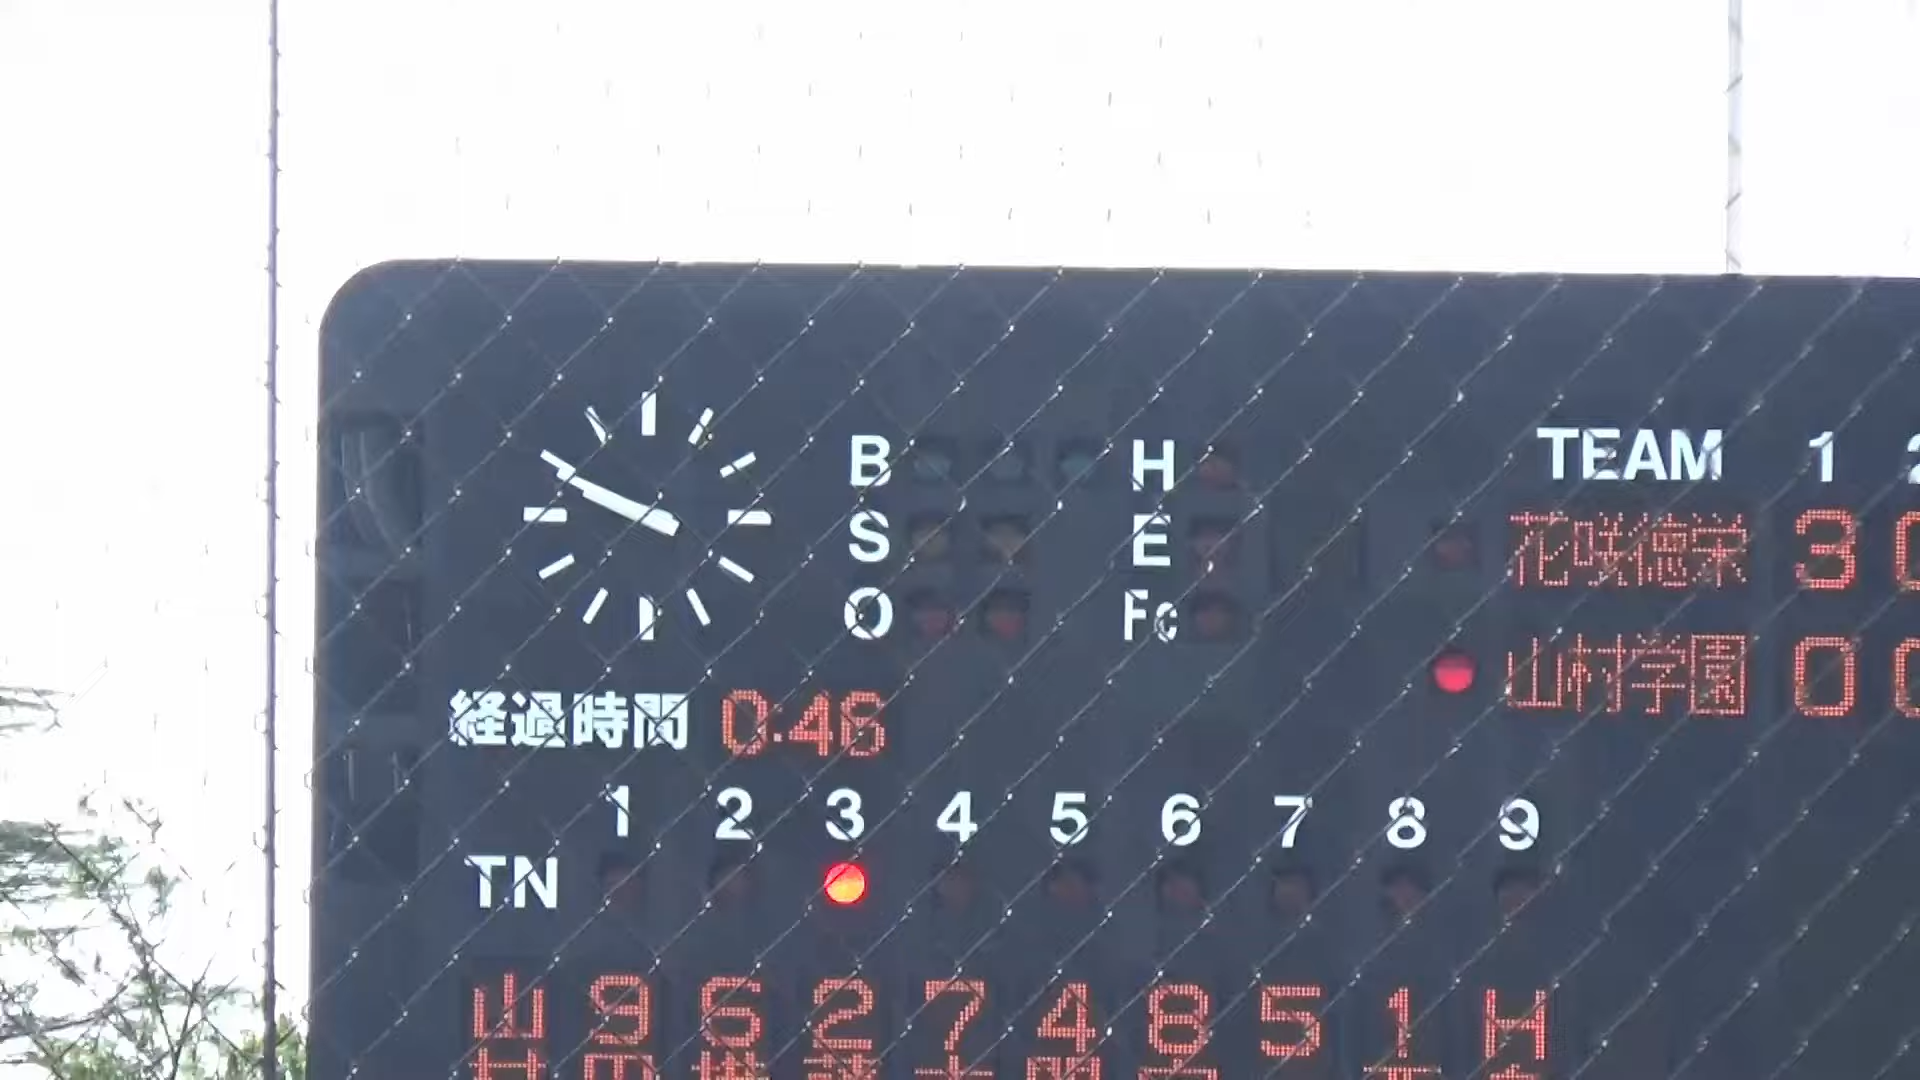 B H TEAM 1
S E 花咲徳栄 3 0
O Fc 山村学園 0 0
経過時間 0:46
1 2 3 4 5 6 7 8 9
TN
山 9 6 2 7 4 8 5 1 H